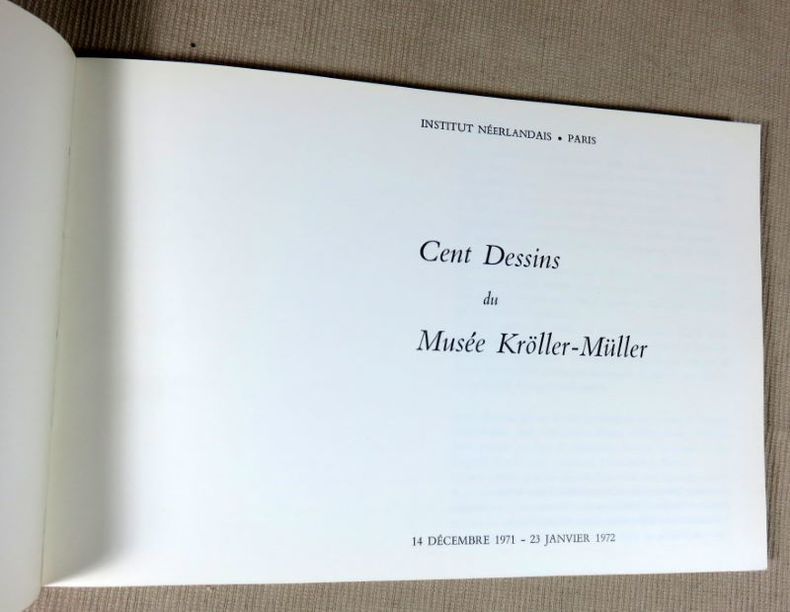 INSTITUT NÉERLANDAIS • PARIS
Cent Dessins
du
Musée Kröller-Müller
14 DÉCEMBRE 1971 – 23 JANVIER 1972